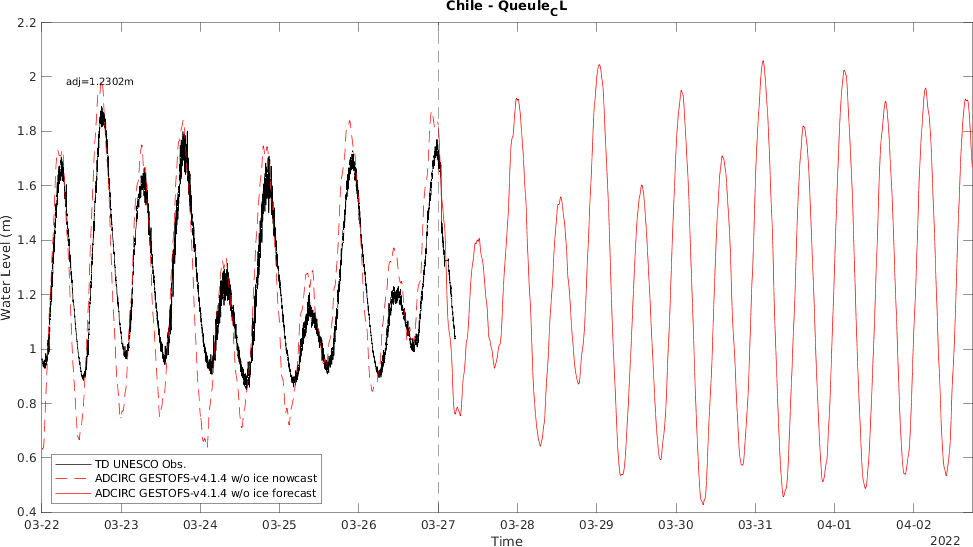 Chile - Queule_CL
2.2
2
1.8
1.6
1.4
1.2
1
0.8
0.6
0.4
Water Level (m)
adj=1.2302m
TD UNESCO Obs.
ADCIRC GESTOFS-v4.1.4 w/o ice nowcast
ADCIRC GESTOFS-v4.1.4 w/o ice forecast
03-22 03-23 03-24 03-25 03-26 03-27 03-28 03-29 03-30 03-31 04-01 04-02
Time
2022